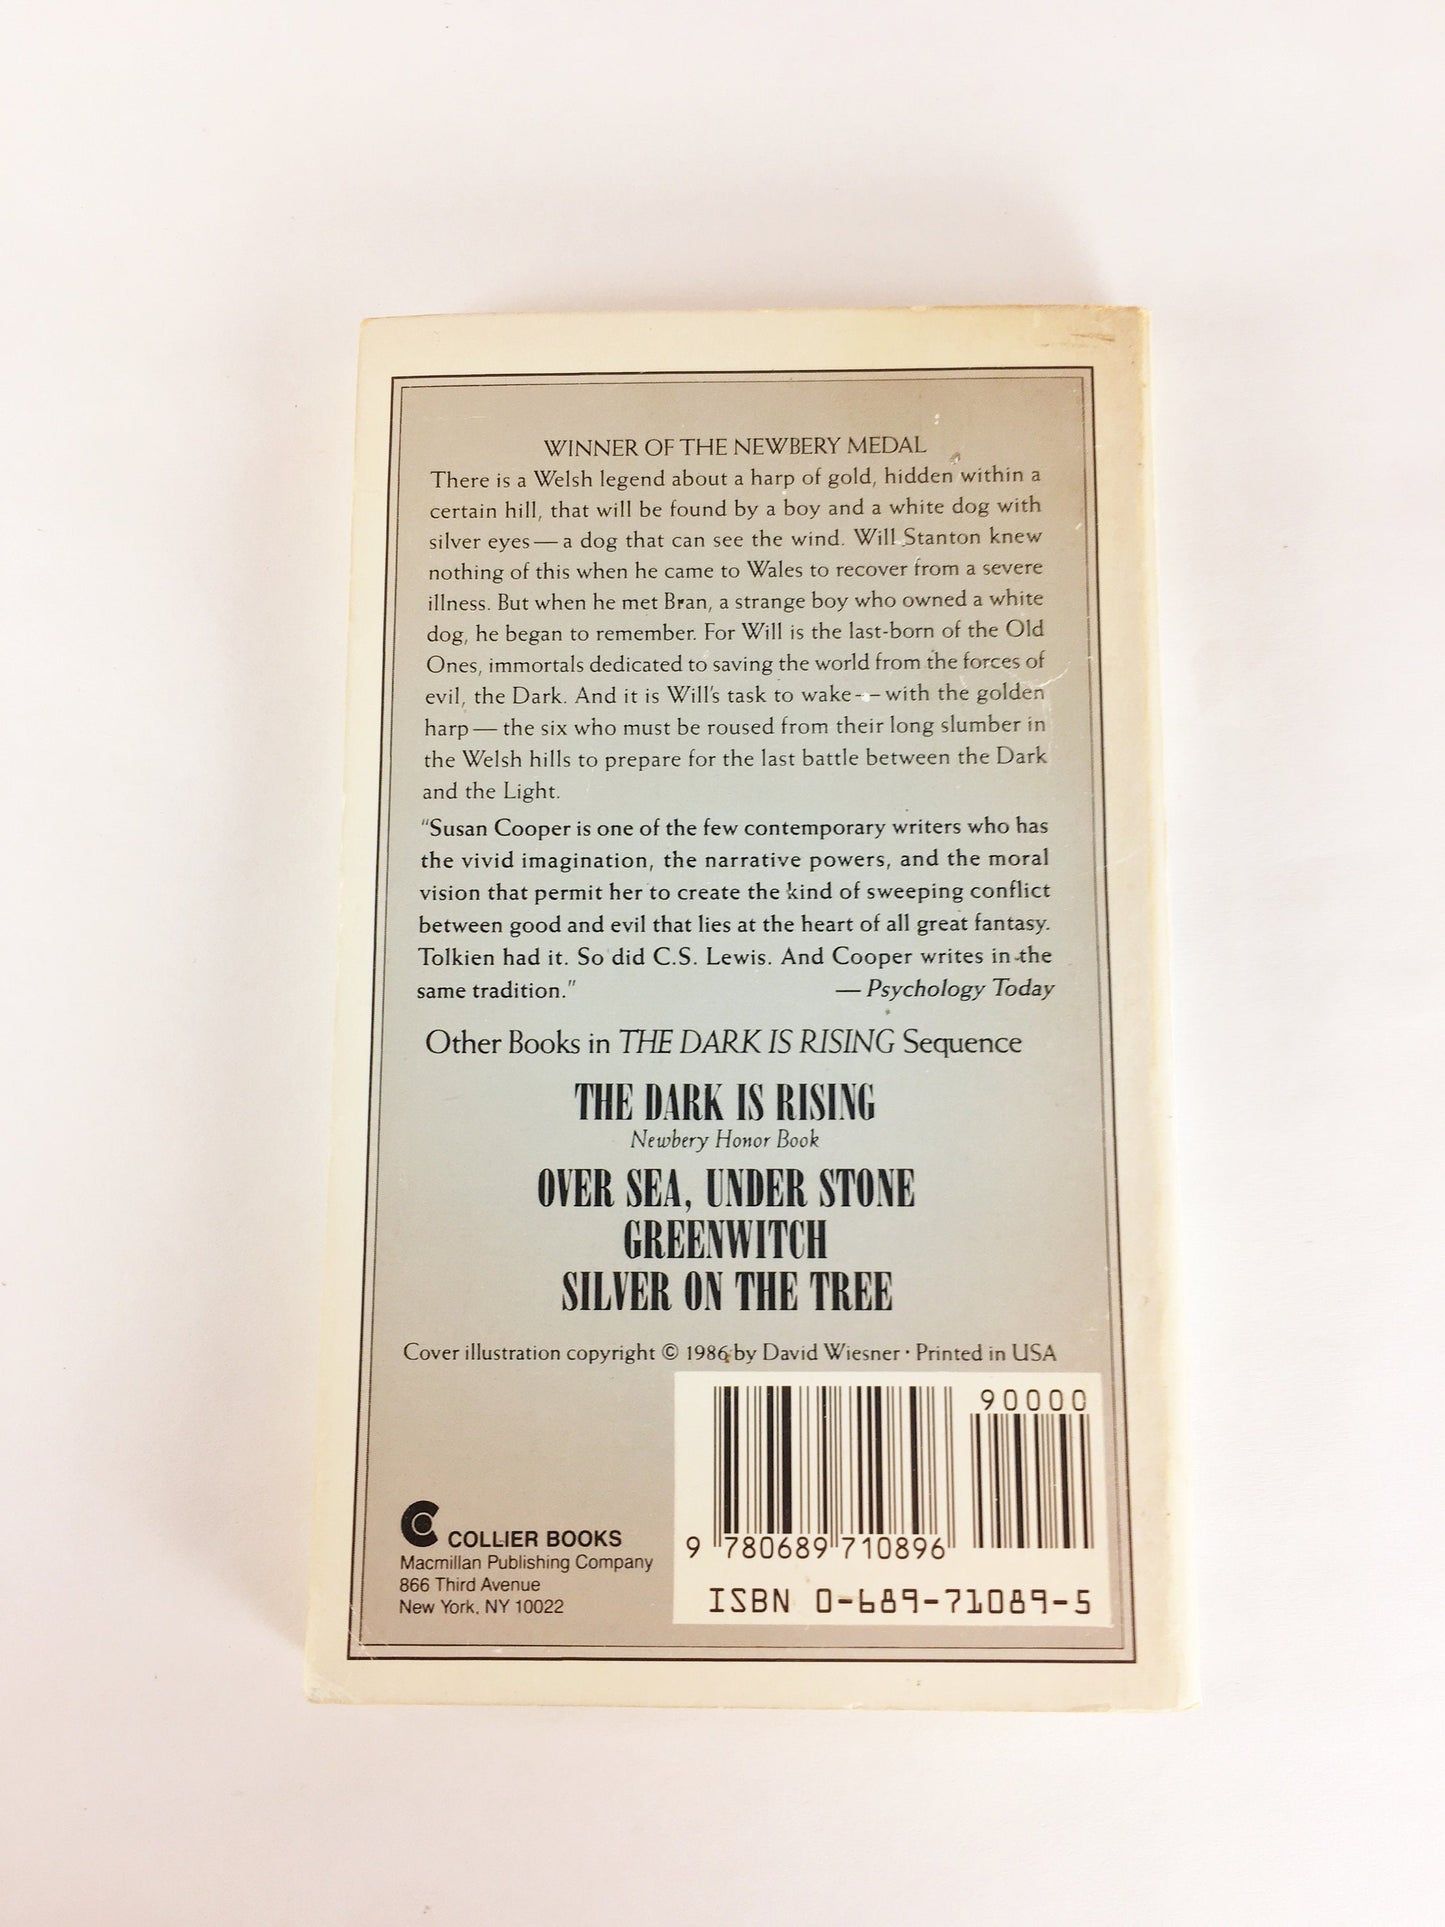 WINNER OF THE NEWBERY MEDAL
There is a Welsh legend about a harp of gold, hidden within a
certain hill, that will be found by a boy and a white dog with
silver eyes — a dog that can see the wind. Will Stanton knew
nothing of this when he came to Wales to recover from a severe
illness. But when he met Bran, a strange boy who owned a white
dog, he began to remember. For Will is the last-born of the Old
Ones, immortals dedicated to saving the world from the forces of
evil, the Dark. And it is Will's task to wake — with the golden
harp — the six who must be roused from their long slumber in
the Welsh hills to prepare for the last battle between the Dark
and the Light.
"Susan Cooper is one of the few contemporary writers who has
the vivid imagination, the narrative powers, and the moral
vision that permit her to create the kind of sweeping conflict
between good and evil that lies at the heart of all great fantasy.
Tolkien had it. So did C.S. Lewis. And Cooper writes in the
same tradition." — Psychology Today
Other Books in THE DARK IS RISING Sequence
THE DARK IS RISING
Newbery Honor Book
OVER SEA, UNDER STONE
GREENWITCH
SILVER ON THE TREE
Cover illustration copyright © 1986 by David Wiesner • Printed in USA
90000
COLLIER BOOKS
Macmillan Publishing Company
866 Third Avenue
New York, NY 10022
9 780689 710896
ISBN 0-689-71089-5